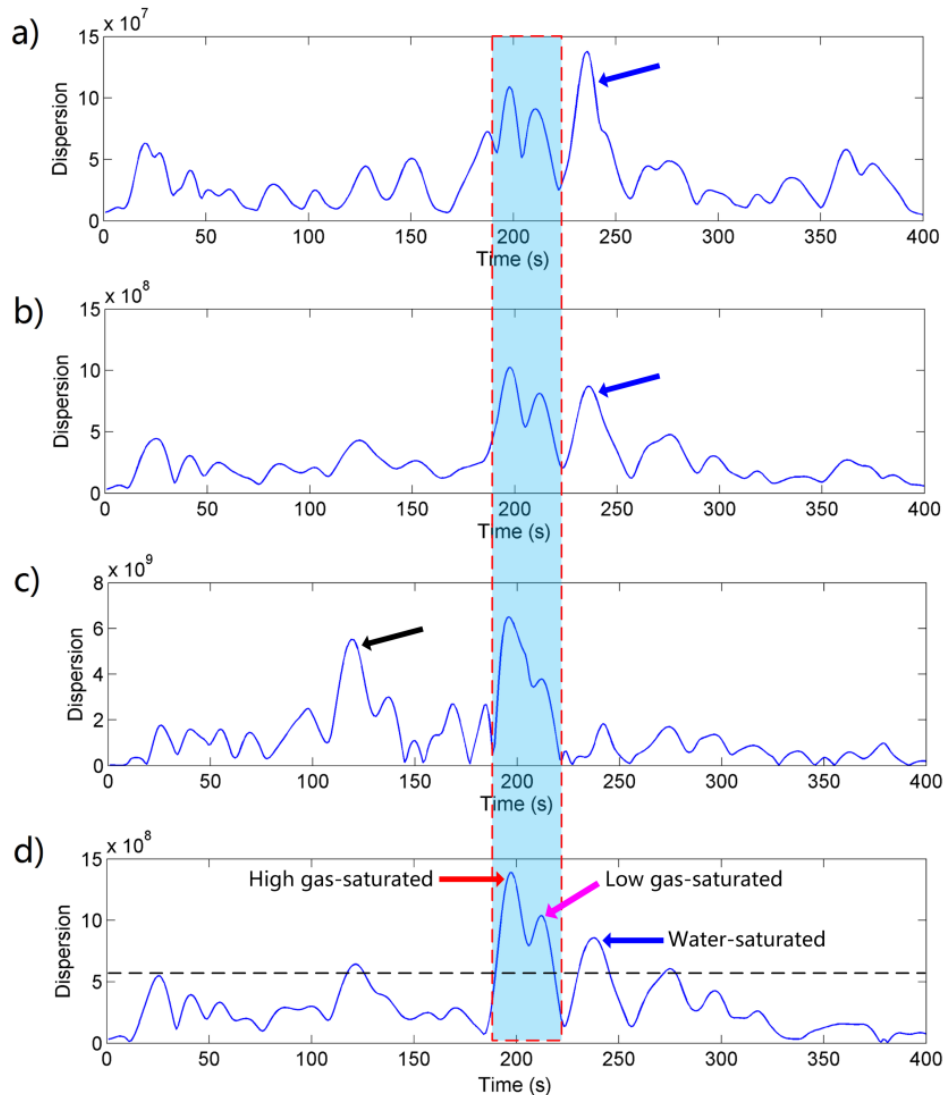 a)
× 10^7
15
10
5
0
Dispersion
0 50 100 150 200 250 300 350 400
Time (s)
b)
× 10^8
15
10
5
0
Dispersion
0 50 100 150 200 250 300 350 400
Time (s)
c)
× 10^9
8
6
4
2
0
Dispersion
0 50 100 150 200 250 300 350 400
Time (s)
d)
× 10^8
15
High gas-saturated
Low gas-saturated
10
Water-saturated
5
0
Dispersion
0 50 100 150 200 250 300 350 400
Time (s)